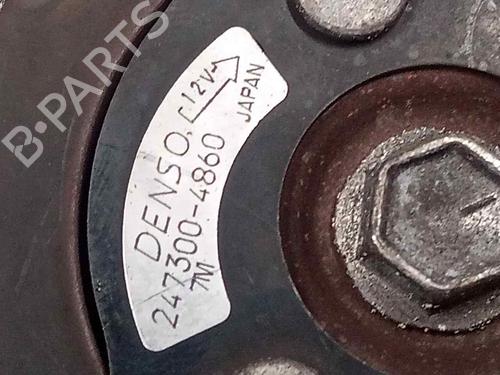 DENSO 12V JAPAN
247300-4860
7M
B-PARTS